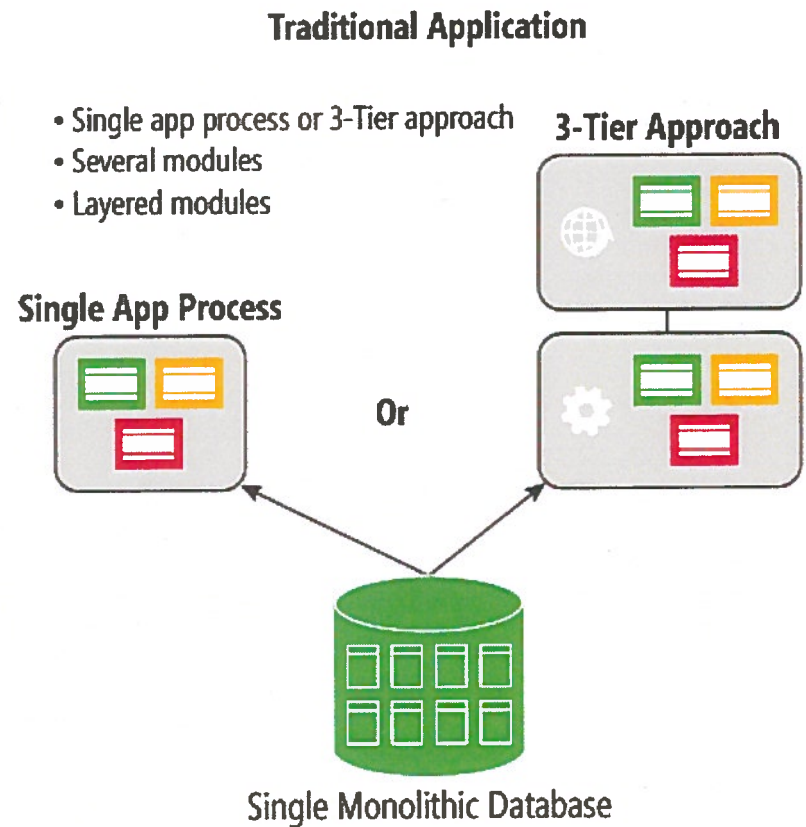 Traditional Application
• Single app process or 3-Tier approach
• Several modules
• Layered modules
3-Tier Approach
Single App Process
Or
Single Monolithic Database